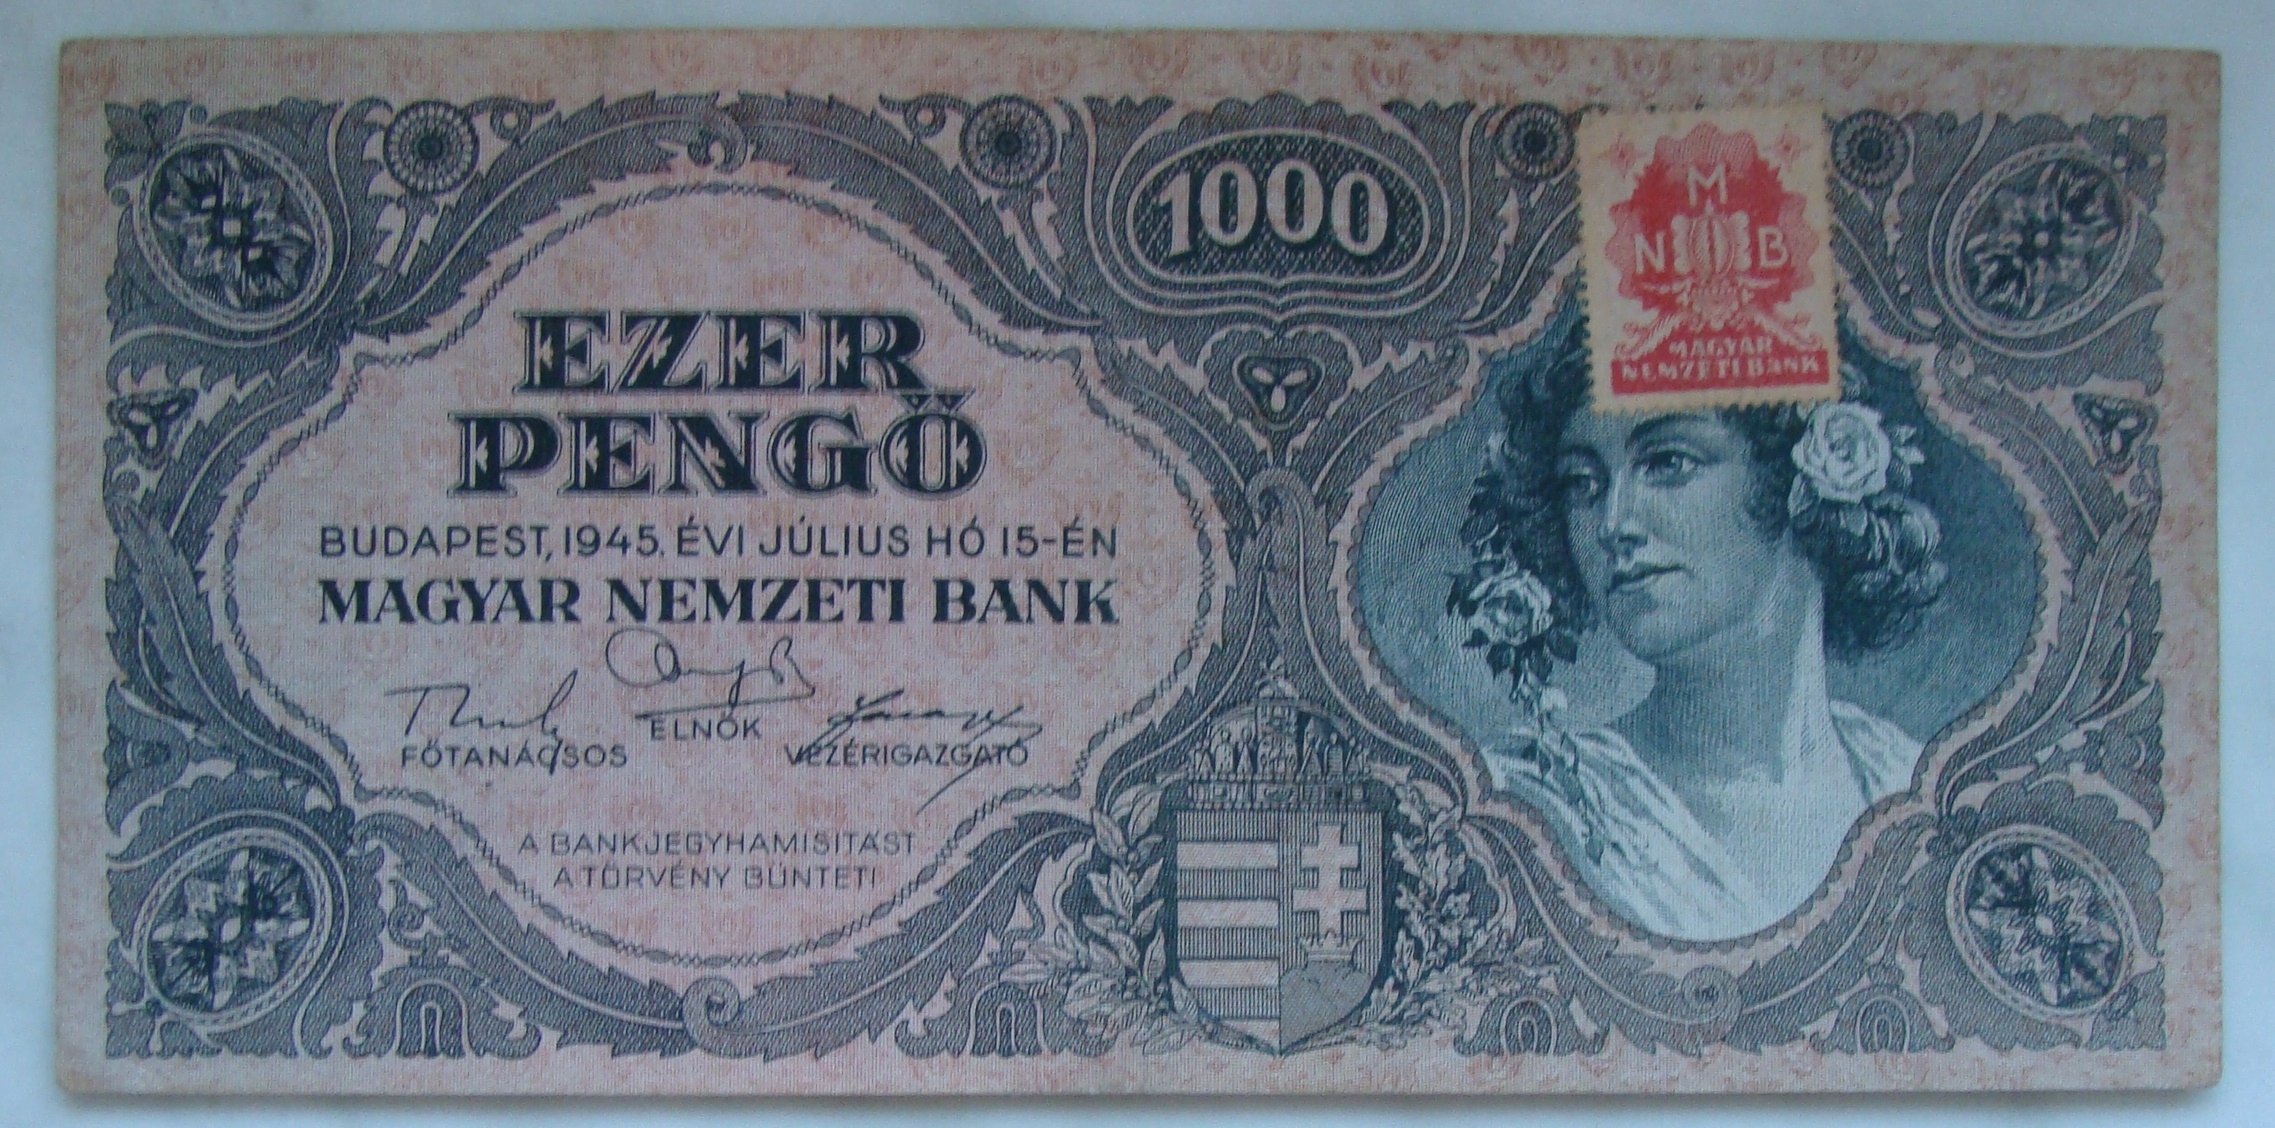 1000
M
N B
MAGYAR
NEMZETI BANK
EZER
PENGŐ
BUDAPEST, 1945. ÉVI JÚLIUS HÓ 15-ÉN
MAGYAR NEMZETI BANK
ELNÖK
FŐTANÁCSOS VEZÉRIGAZGATÓ
A BANKJEGYHAMISITÁST
A TÖRVÉNY BÜNTETI